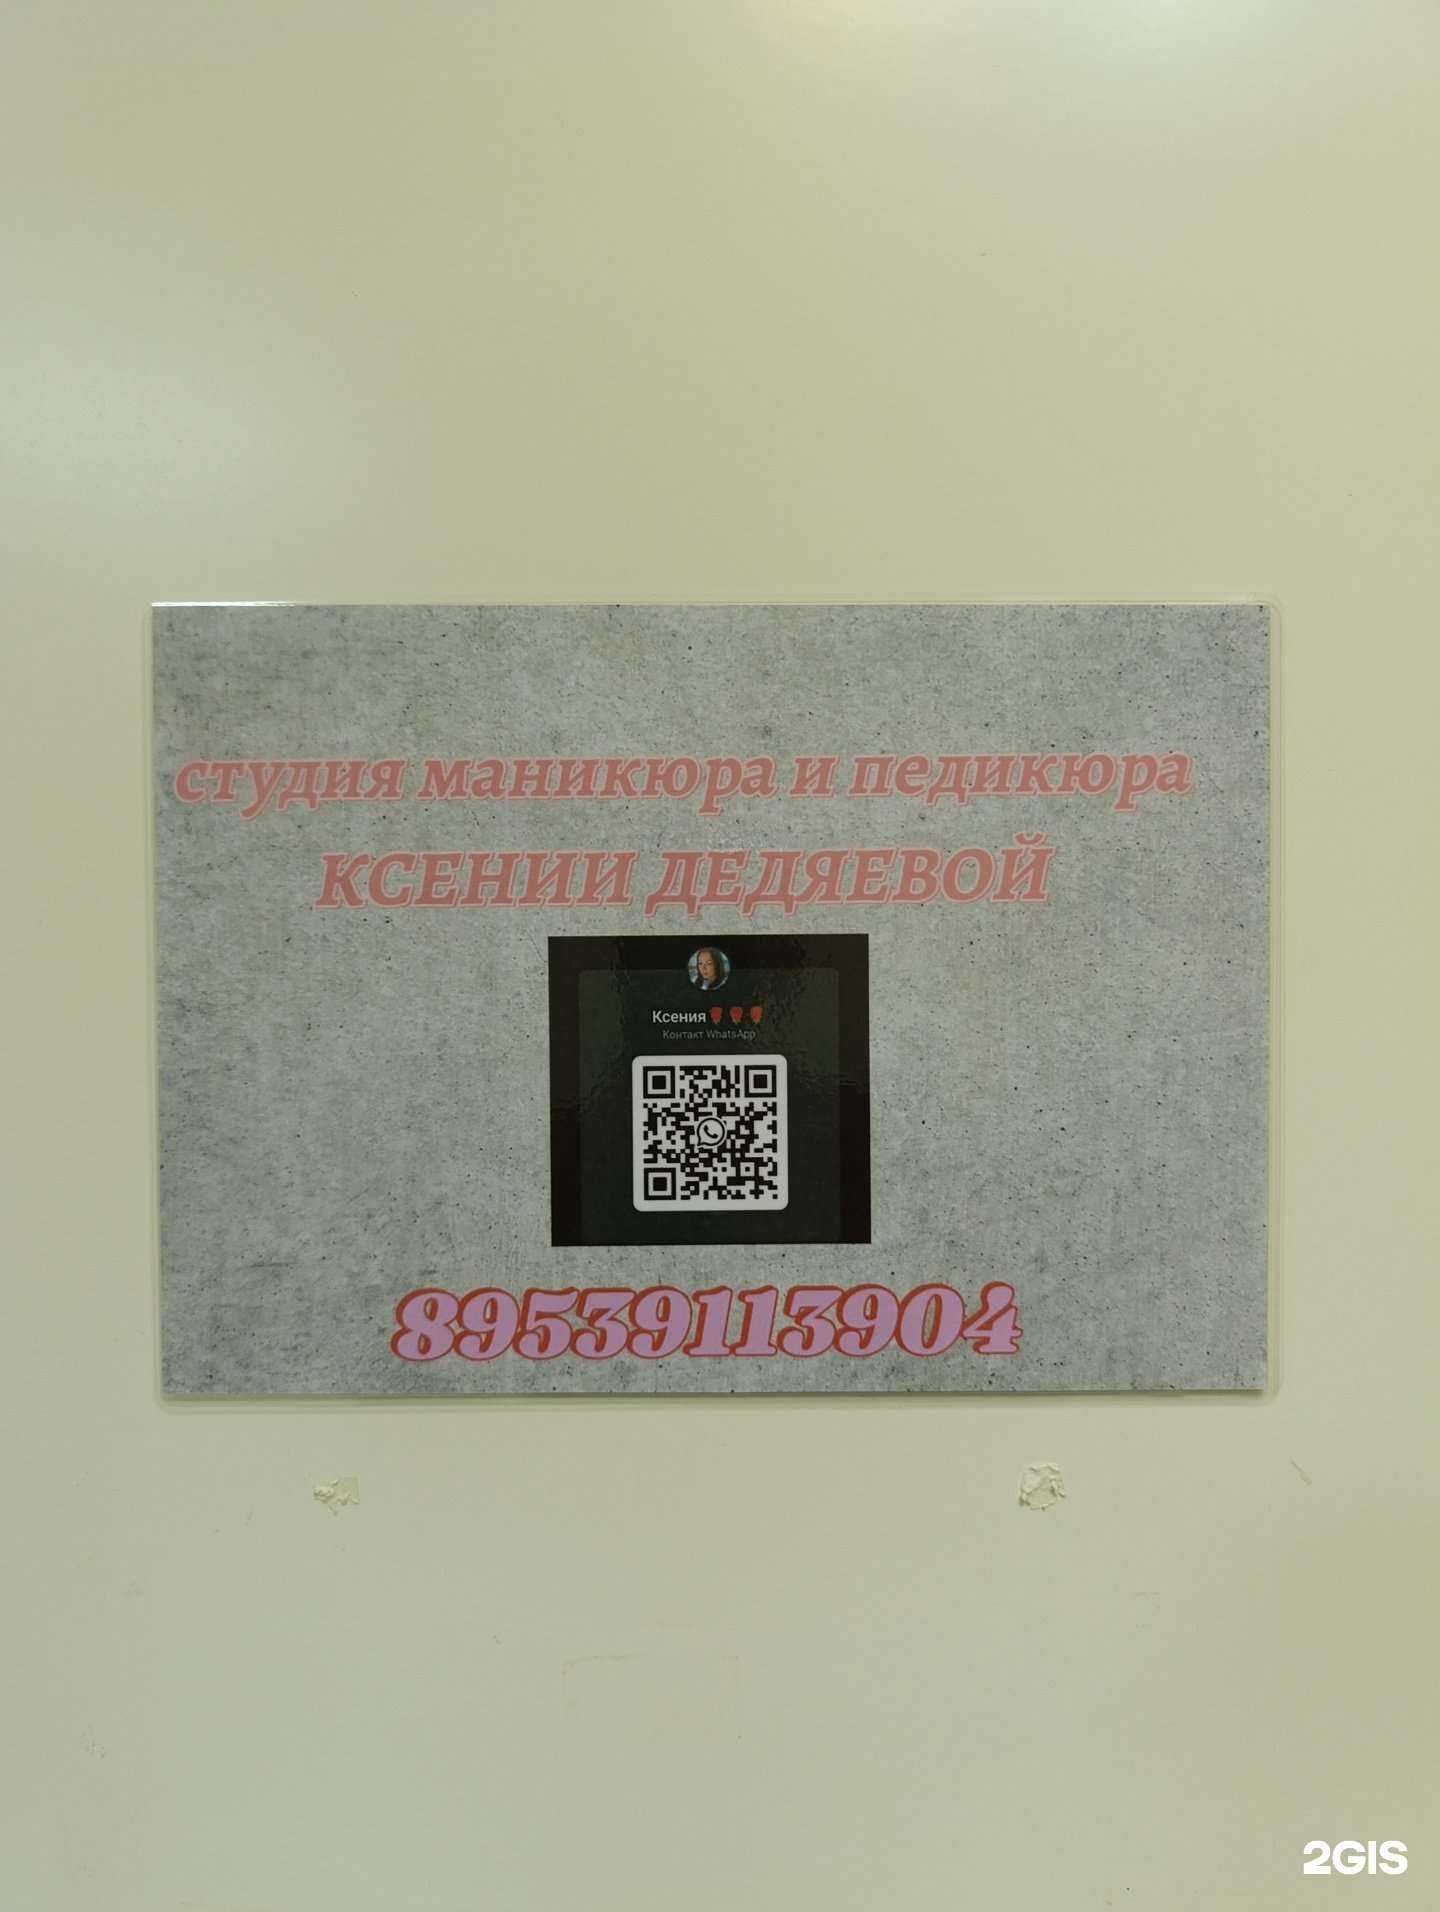 студия маникюра и педикюра
КСЕНИИ ДЕДЯЕВОЙ
Ксения🌹🌹🌹
Контакт WhatsApp
89539113904
2GIS